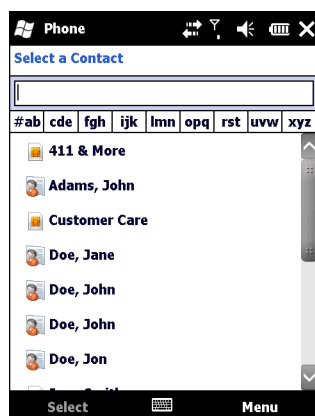 Phone
Select a Contact
#ab cde fgh ijk lmn opq rst uvw xyz
411 & More
Adams, John
Customer Care
Doe, Jane
Doe, John
Doe, John
Doe, Jon
Select Menu